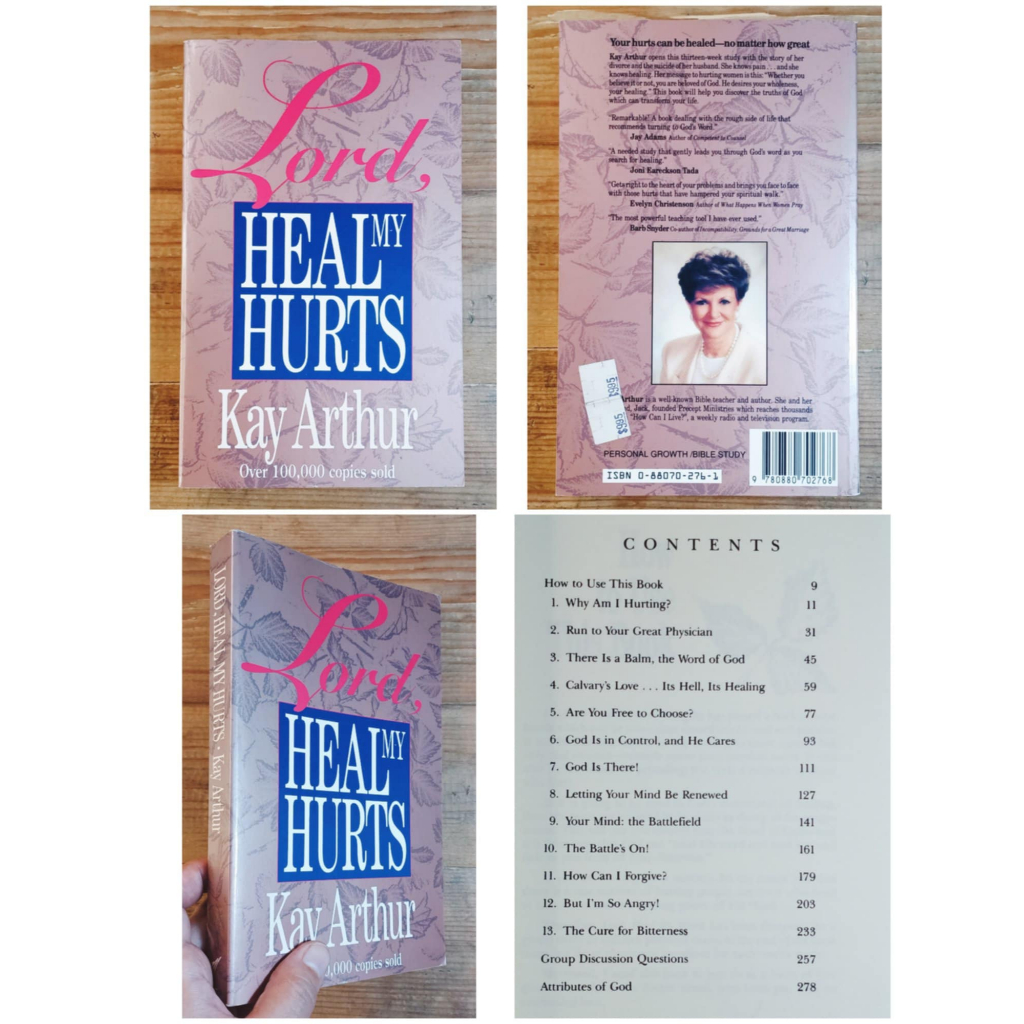 Lord,
HEAL MY
HURTS
Kay Arthur
Over 100,000 copies sold
Your hurts can be healed—no matter how great
Kay Arthur opens this thirteen-week study with the story of her
divorce and the suicide of her husband. She knows pain . . . and she
knows healing. Her message to hurting women is this: "Whether you
believe it or not, you are beloved of God. He desires your wholeness,
your healing." This book will help you discover the truths of God
which can transform your life.
"Remarkable! A book dealing with the rough side of life that
recommends turning to God's Word."
Jay Adams Author of Competent to Counsel
"A needed study that gently leads you through God's word as you
search for healing."
Joni Eareckson Tada
"Gets right to the heart of your problems and brings you face to face
with those hurts that have hampered your spiritual walk."
Evelyn Christenson Author of What Happens When Women Pray
"The most powerful teaching tool I have ever used."
Barb Snyder Co-author of Incompatibility: Grounds for a Great Marriage
Arthur is a well-known Bible teacher and author. She and her
d, Jack, founded Precept Ministries which reaches thousands
"How Can I Live?", a weekly radio and television program.
PERSONAL GROWTH / BIBLE STUDY
ISBN 0-88070-276-1
9 780880 702768
LORD, HEAL MY HURTS · Kay Arthur
Lord,
HEAL MY
HURTS
Kay Arthur
,000 copies sold
CONTENTS
How to Use This Book 9
1. Why Am I Hurting? 11
2. Run to Your Great Physician 31
3. There Is a Balm, the Word of God 45
4. Calvary's Love . . . Its Hell, Its Healing 59
5. Are You Free to Choose? 77
6. God Is in Control, and He Cares 93
7. God Is There! 111
8. Letting Your Mind Be Renewed 127
9. Your Mind: the Battlefield 141
10. The Battle's On! 161
11. How Can I Forgive? 179
12. But I'm So Angry! 203
13. The Cure for Bitterness 233
Group Discussion Questions 257
Attributes of God 278